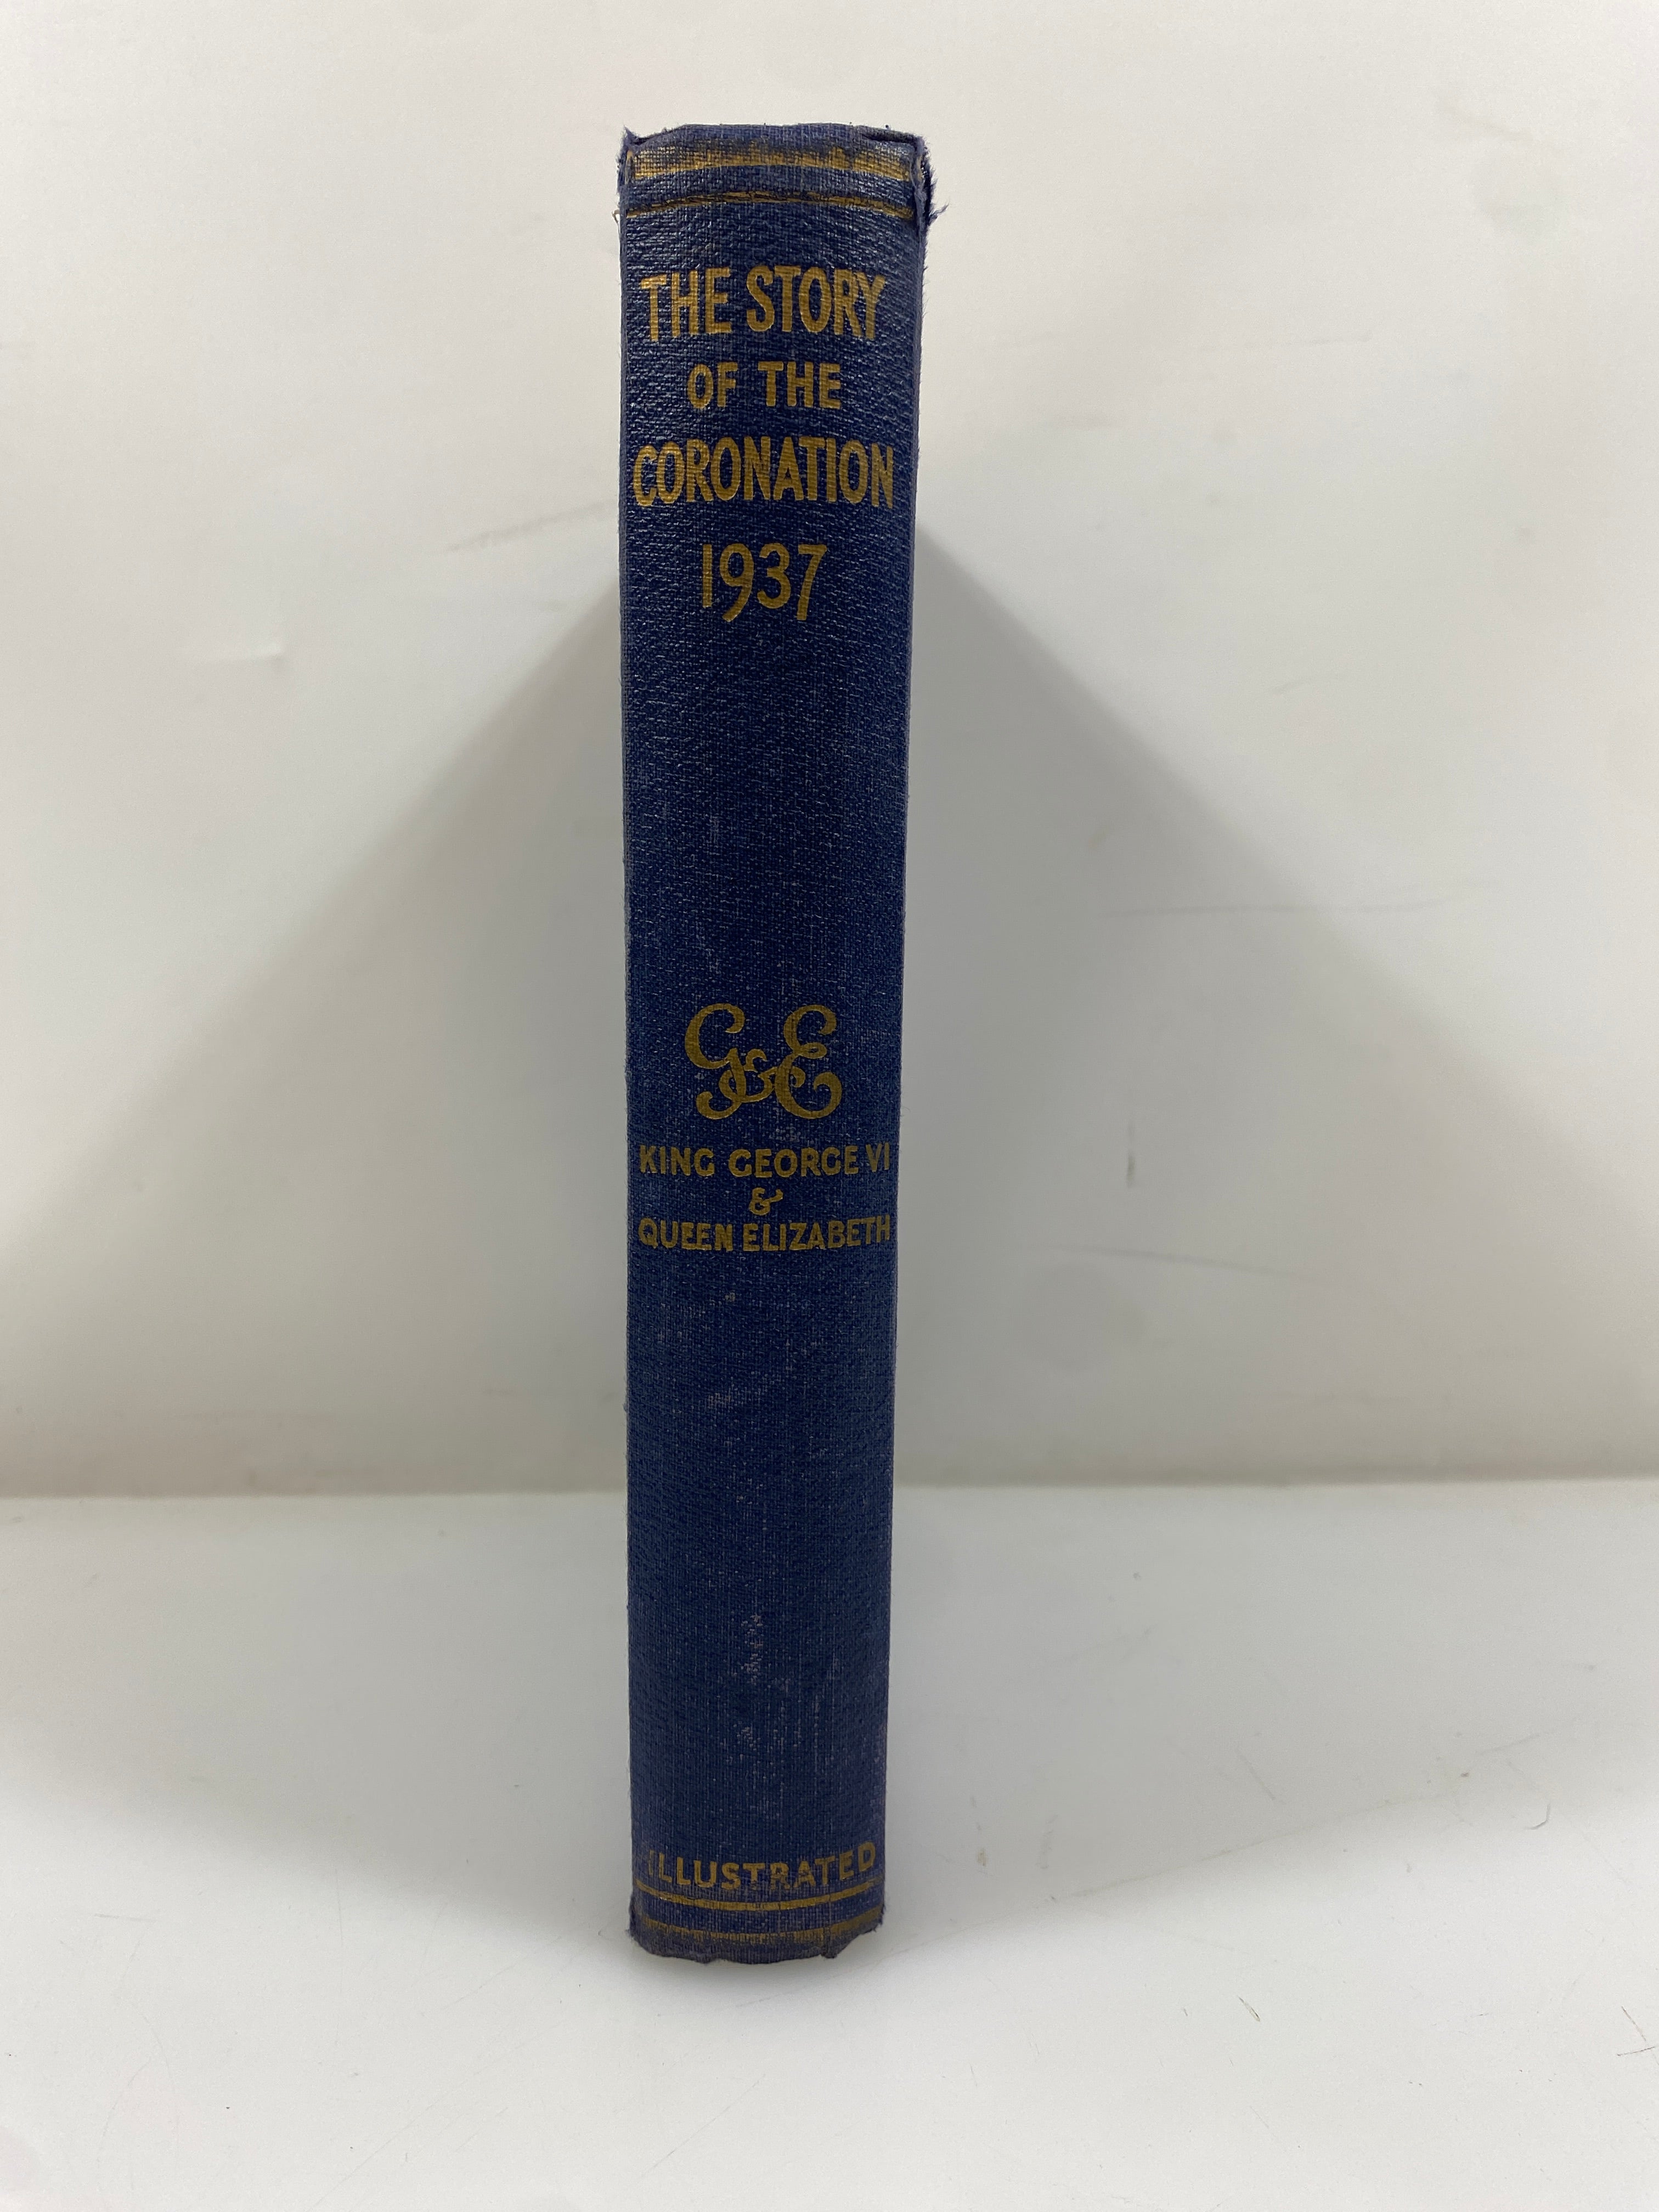 THE STORY
OF THE
CORONATION
1937
G&E
KING GEORGE VI
&
QUEEN ELIZABETH
ILLUSTRATED